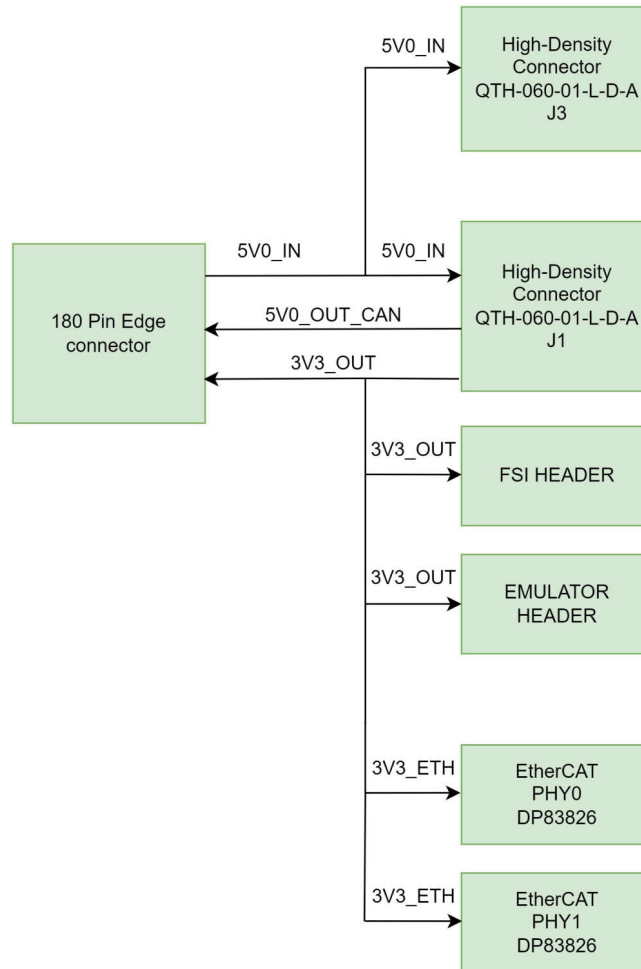 5V0_IN
High-Density
Connector
QTH-060-01-L-D-A
J3
180 Pin Edge
connector
5V0_IN
5V0_IN
High-Density
Connector
QTH-060-01-L-D-A
J1
5V0_OUT_CAN
3V3_OUT
3V3_OUT
FSI HEADER
3V3_OUT
EMULATOR
HEADER
3V3_ETH
EtherCAT
PHY0
DP83826
3V3_ETH
EtherCAT
PHY1
DP83826